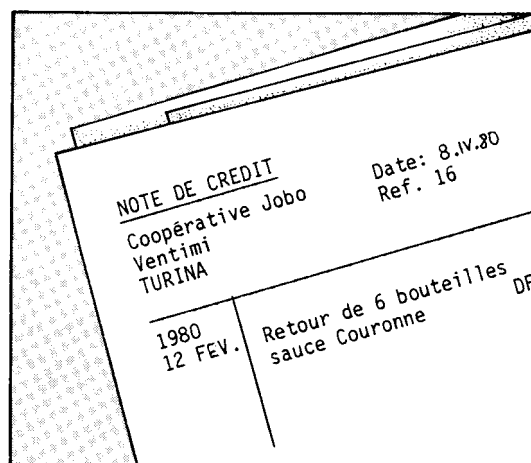 NOTE DE CREDIT
Coopérative Jobo
Ventimi
TURINA
Date: 8.IV.80
Ref. 16
1980
12 FEV.
Retour de 6 bouteilles
sauce Couronne